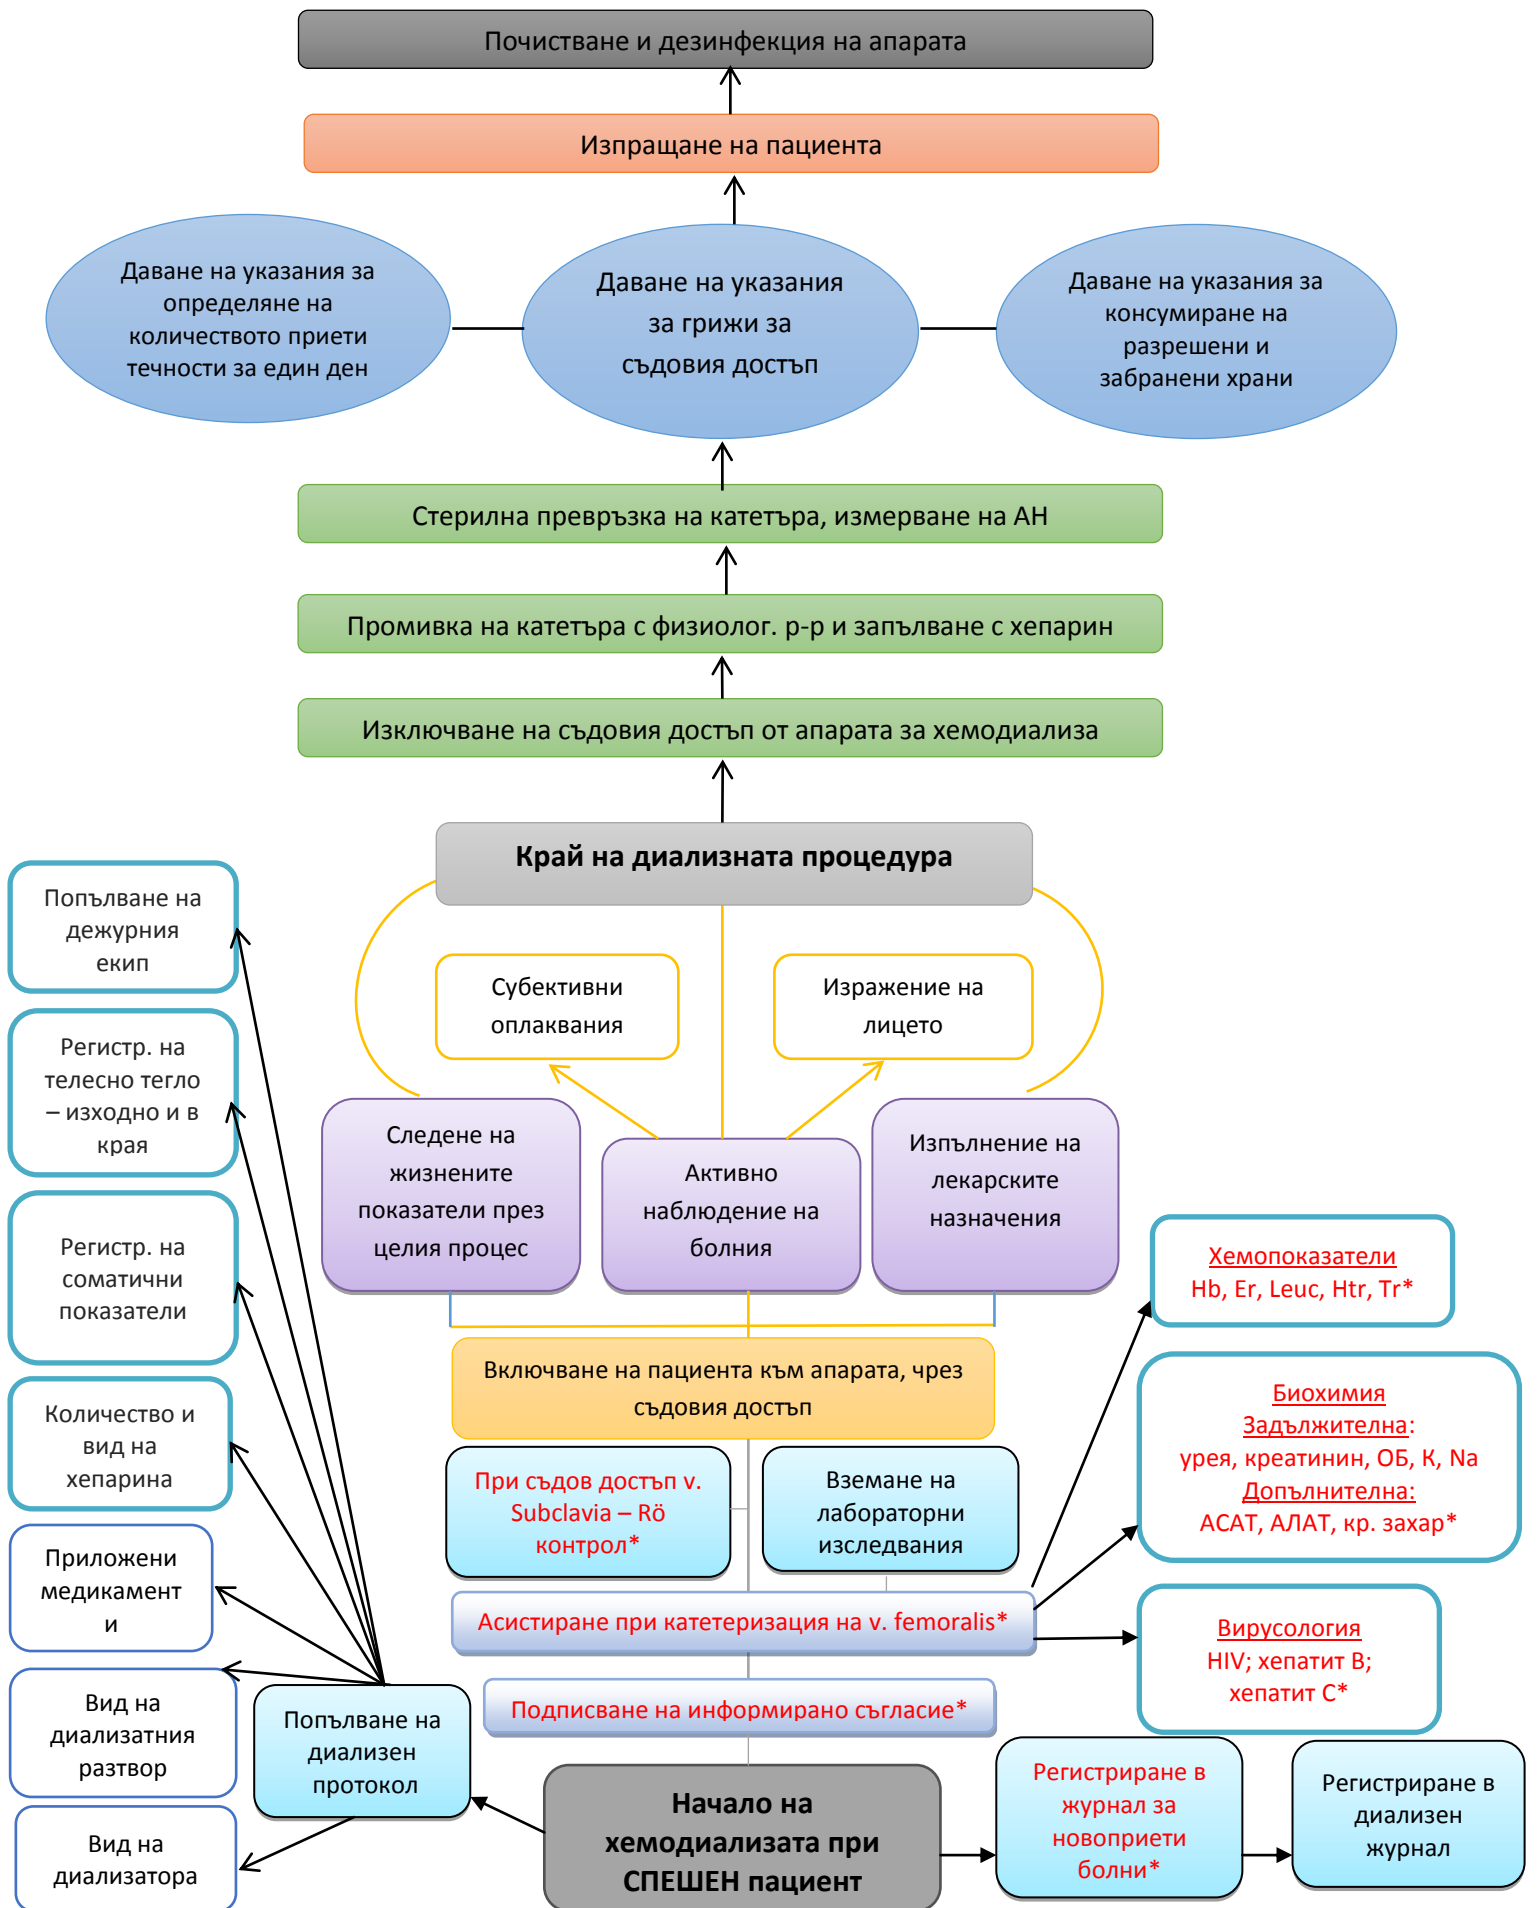 Почистване и дезинфекция на апарата
Изпращане на пациента
Даване на указания за
определяне на
количеството приети
течности за един ден
Даване на указания
за грижи за
съдовия достъп
Даване на указания за
консумиране на
разрешени и
забранени храни
Стерилна превръзка на катетъра, измерване на АН
Промивка на катетъра с физиолог. р-р и запълване с хепарин
Изключване на съдовия достъп от апарата за хемодиализа
Край на диализната процедура
Попълване на
дежурния
екип
Субективни
оплаквания
Изражение на
лицето
Регистр. на
телесно тегло
– изходно и в
края
Следене на
жизнените
показатели през
целия процес
Активно
наблюдение на
болния
Изпълнение на
лекарските
назначения
Регистр. на
соматични
показатели
Хемопоказатели
Hb, Er, Leuc, Htr, Tr*
Включване на пациента към апарата, чрез
съдовия достъп
Количество и
вид на
хепарина
Биохимия
Задължителна:
урея, креатинин, ОБ, К, Na
Допълнителна:
АСАТ, АЛАТ, кр. захар*
При съдов достъп v.
Subclavia – Rö
контрол*
Вземане на
лабораторни
изследвания
Приложени
медикамент
и
Асистиране при катетеризация на v. femoralis*
Вирусология
HIV; хепатит B;
хепатит C*
Подписване на информирано съгласие*
Вид на
диализатния
разтвор
Попълване на
диализен
протокол
Начало на
хемодиализата при
СПЕШЕН пациент
Регистриране в
журнал за
новоприети
болни*
Регистриране в
диализен
журнал
Вид на
диализатора